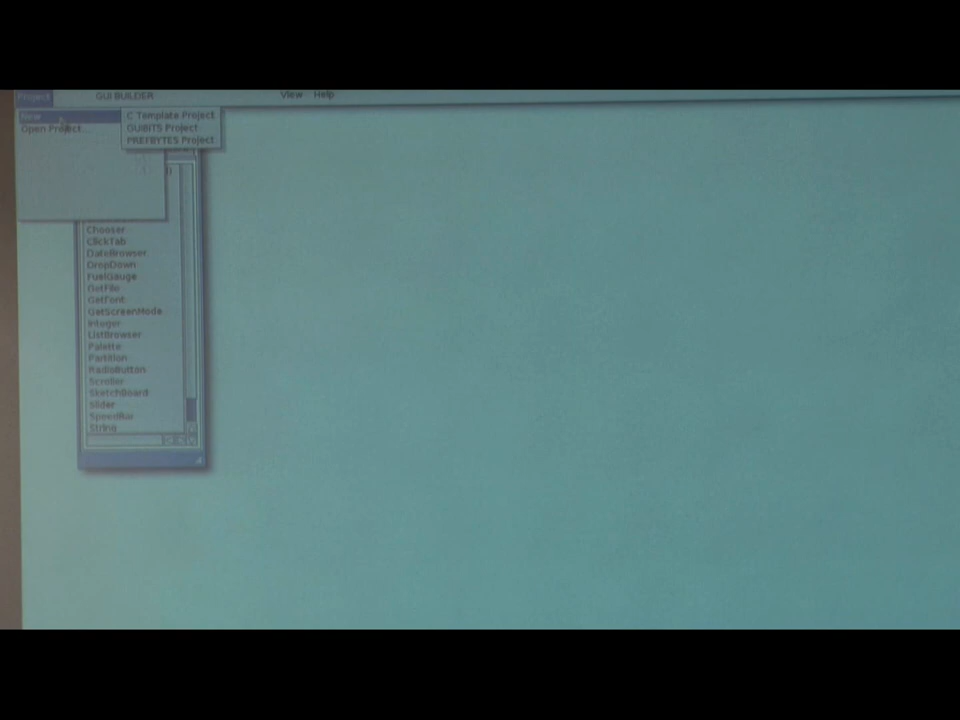 Project GUI BUILDER View Help
New
Open Project...
C Template Project
GUIBITS Project
PREFBYTES Project
Chooser
ClickTab
DateBrowser
DropDown
FuelGauge
GetFile
GetFont
GetScreenMode
Integer
ListBrowser
Palette
Partition
RadioButton
Scroller
SketchBoard
Slider
SpeedBar
String